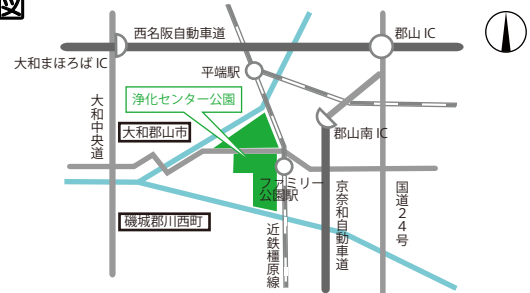 図
西名阪自動車道
郡山 IC
大和まほろば IC
平端駅
浄化センター公園
大和中央道
大和郡山市
郡山南 IC
ファミリー
公園駅
京奈和自動車道
国道24号
磯城郡川西町
近鉄橿原線